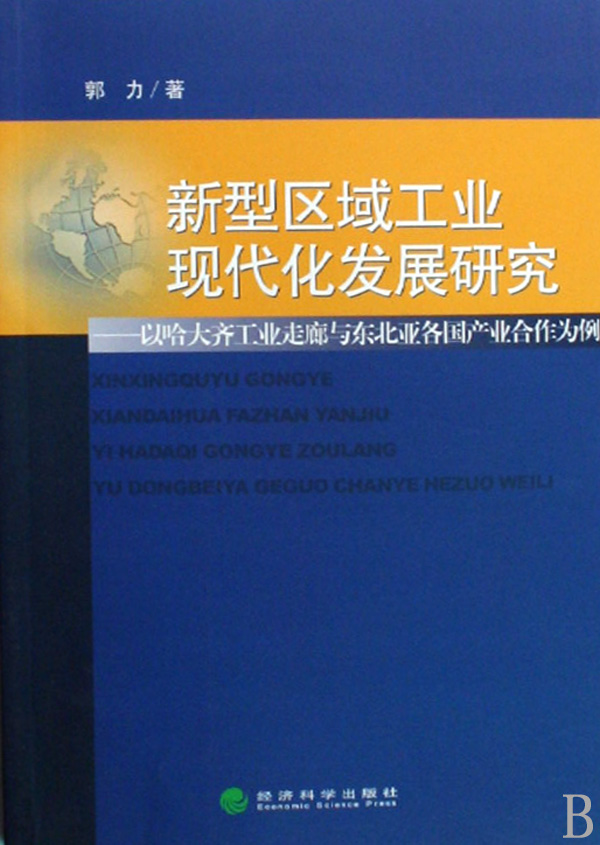 郭 力/著
新型区域工业
现代化发展研究
——以哈大齐工业走廊与东北亚各国产业合作为例
XINXINGQUYU GONGYE
XIANDAIHUA FAZHAN YANJIU
YI HADAQI GONGYE ZOULANG
YU DONGBEIYA GEGUO CHANYE HEZUO WEILI
经济科学出版社
Economic Science Press
B